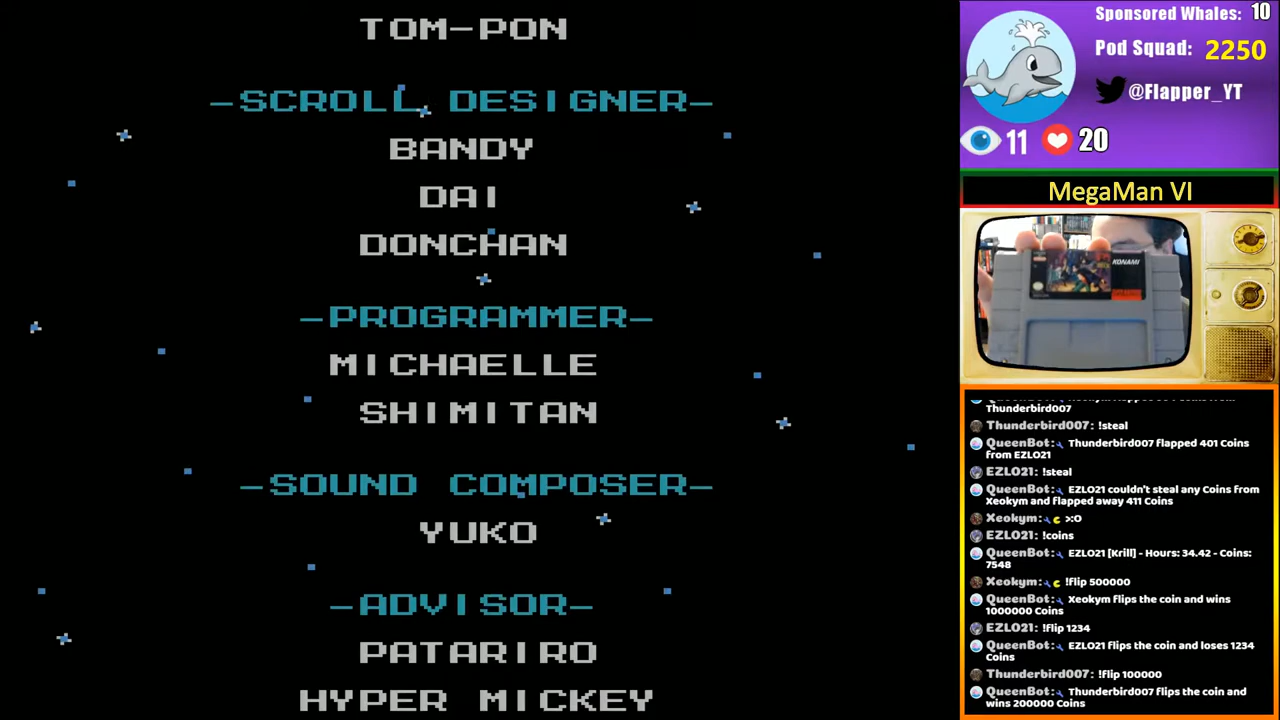 TOM-PON
-SCROLL DESIGNER-
BANDY
DAI
DONCHAN
-PROGRAMMER-
MICHAELLE
SHIMITAN
-SOUND COMPOSER-
YUKO
-ADVISOR-
PATARIRO
HYPER MICKEY
Sponsored Whales: 10
Pod Squad: 2250
@Flapper_YT
11 20
MegaMan VI
KONAMI
Thunderbird007
Thunderbird007: !steal
QueenBot: Thunderbird007 flapped 401 Coins
from EZLO21
EZLO21: !steal
QueenBot: EZLO21 couldn't steal any Coins from
Xeokym and flapped away 411 Coins
Xeokym: >:O
EZLO21: !coins
QueenBot: EZLO21 [Krill] - Hours: 34.42 - Coins:
7548
Xeokym: !flip 500000
QueenBot: Xeokym flips the coin and wins
1000000 Coins
EZLO21: !flip 1234
QueenBot: EZLO21 flips the coin and loses 1234
Coins
Thunderbird007: !flip 100000
QueenBot: Thunderbird007 flips the coin and
wins 200000 Coins